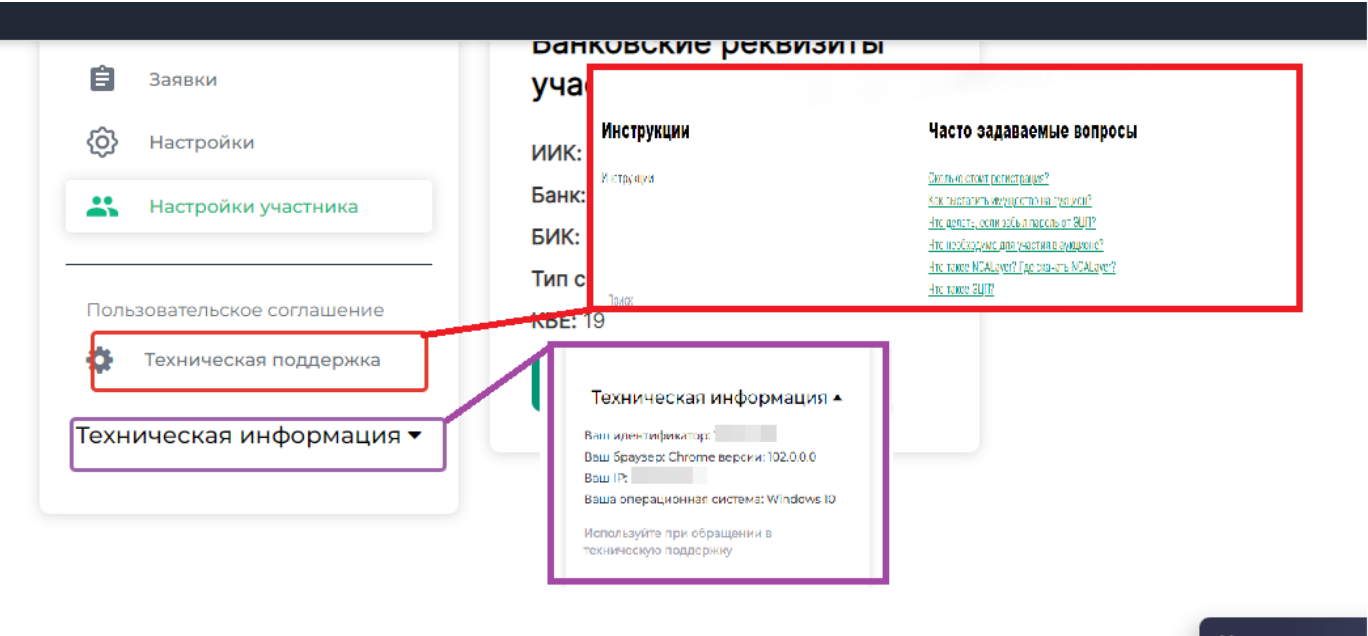 Заявки
Настройки
Настройки участника
Пользовательское соглашение
Техническая поддержка
Техническая информация
Банковские реквизиты
ИИК:
Банк:
БИК:
КБЕ: 19
Инструкции
Инструкции
Поиск
Часто задаваемые вопросы
Сколько стоит регистрация?
Как выставить имущество на аукцион?
Что делать, если забыл пароль от ЭЦП?
Что необходимо для участия в аукционе?
Что такое NCALayer? Где скачать NCALayer?
Что такое ЭЦП?
Техническая информация
Ваш идентификатор:
Ваш браузер: Chrome версии: 102.0.0.0
Ваш IP:
Ваша операционная система: Windows 10
Используйте при обращении в
техническую поддержку